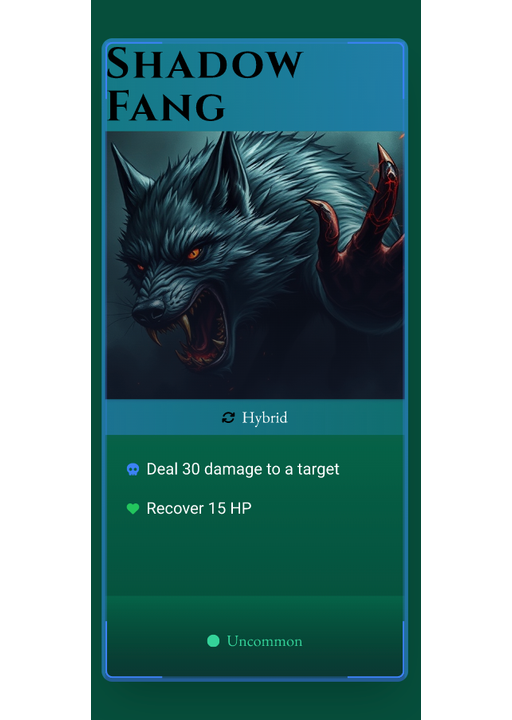 Shadow
Fang
Hybrid
Deal 30 damage to a target
Recover 15 HP
Uncommon